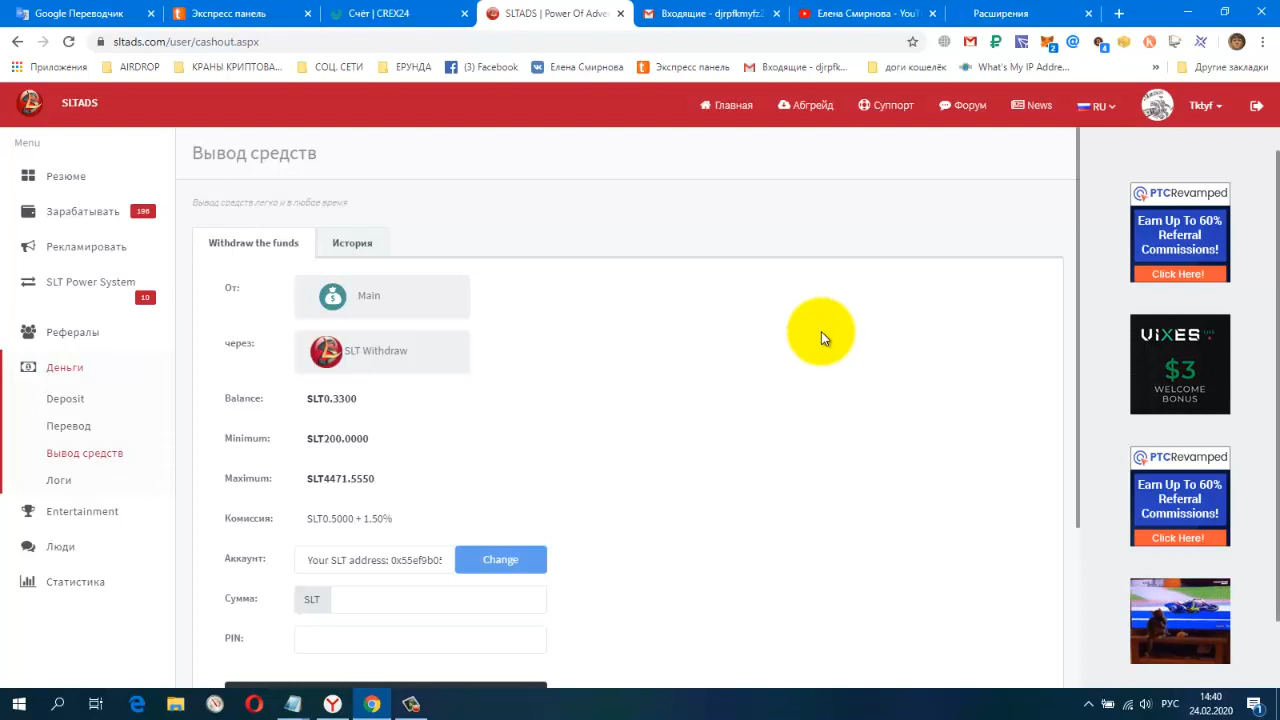 Google Переводчик
Экспресс панель
Счёт | CREX24
SLTADS | Power Of Adve
Входящие - djrpfkmyfz
Елена Смирнова - YouT
Расширения
sltads.com/user/cashout.aspx
2
4
Приложения
AIRDROP
КРАНЫ КРИПТОВА...
СОЦ. СЕТИ
ЕРУНДА
(3) Facebook
Елена Смирнова
Экспресс панель
Входящие - djrpfk...
доги кошелёк
What's My IP Addre...
»
Другие закладки
SLTADS
Главная
Апбгрейд
Суппорт
Форум
News
RU
Tktyf
Menu
Резюме
Зарабатывать
196
Рекламировать
SLT Power System
10
Рефералы
Деньги
Deposit
Перевод
Вывод средств
Логи
Entertainment
Люди
Статистика
Вывод средств
Вывод средств легко и в любое время
Withdraw the funds
История
От:
Main
через:
SLT Withdraw
Balance:
SLT0.3300
Minimum:
SLT200.0000
Maximum:
SLT4471.5550
Комиссия:
SLT0.5000 + 1.50%
Аккаунт:
Your SLT address: 0x55ef9b05
Change
Сумма:
SLT
PIN:
PTCRevamped
Earn Up To 60%
Referral
Commissions!
Click Here!
ViXES
$3
WELCOME
BONUS
PTCRevamped
Earn Up To 60%
Referral
Commissions!
Click Here!
РУС
14:40
24.02.2020
1